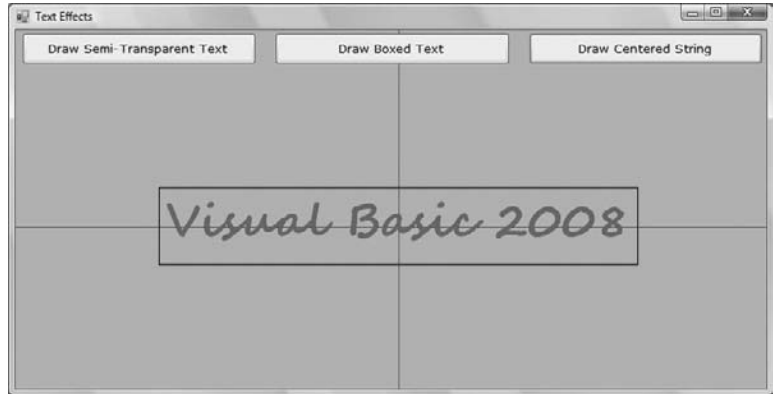 Text Effects
Draw Semi-Transparent Text
Draw Boxed Text
Draw Centered String
Visual Basic 2008